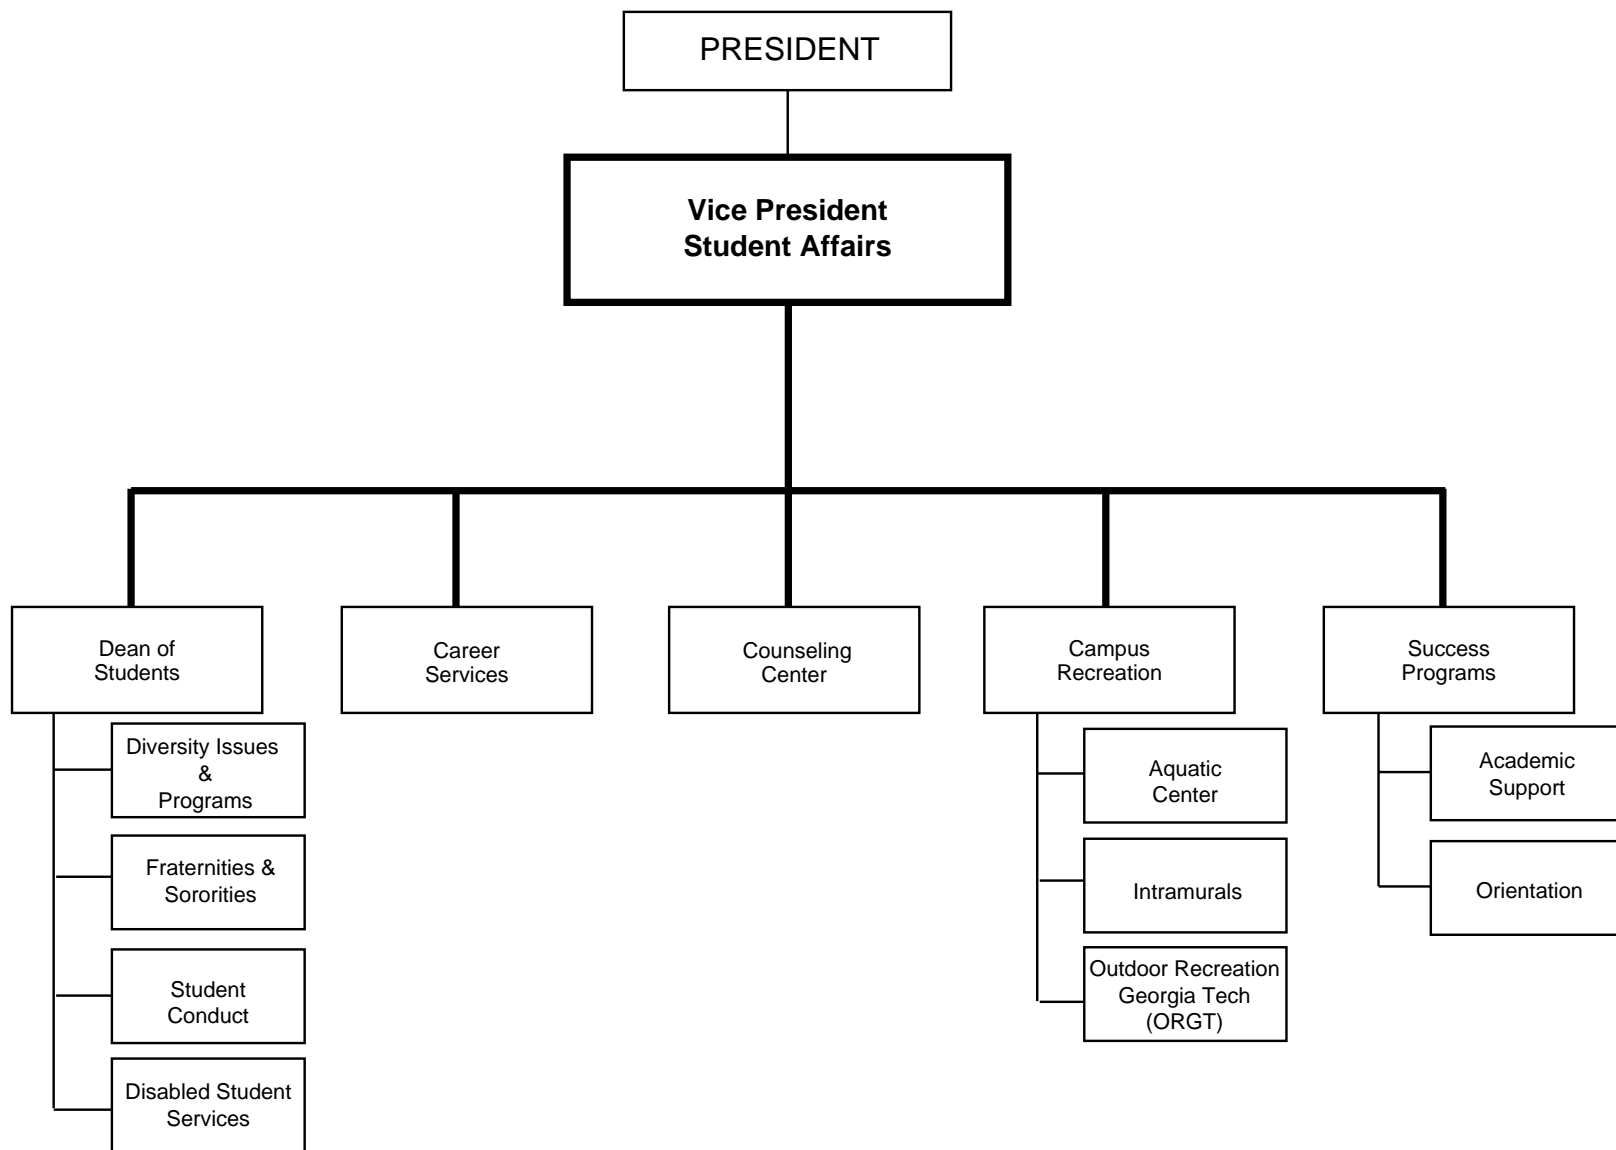 PRESIDENT
Vice President
Student Affairs
Dean of
Students
Career
Services
Counseling
Center
Campus
Recreation
Success
Programs
Diversity Issues
&
Programs
Fraternities &
Sororities
Student
Conduct
Disabled Student
Services
Aquatic
Center
Intramurals
Outdoor Recreation
Georgia Tech
(ORGT)
Academic
Support
Orientation